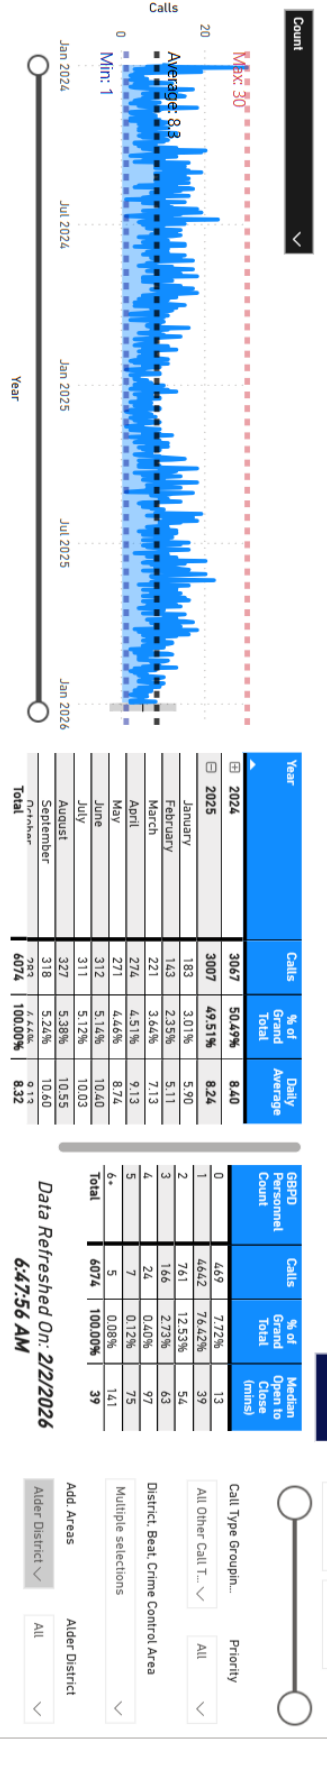 Count
Calls
20
0
Max: 30
Average: 8.3
Min: 1
Jan 2024
Jul 2024
Jan 2025
Jul 2025
Jan 2026
Year
Year Calls % of Grand Total Daily Average
2024 3067 50.49% 8.40
2025 3007 49.51% 8.24
January 183 3.01% 5.90
February 143 2.35% 5.11
March 221 3.64% 7.13
April 274 4.51% 9.13
May 271 4.46% 8.74
June 312 5.14% 10.40
July 311 5.12% 10.03
August 327 5.38% 10.55
September 318 5.24% 10.60
October 283 4.66% 9.13
Total 6074 100.00% 8.32
GBPD Personnel Count Calls % of Grand Total Median Open to Close (mins)
0 469 7.72% 13
1 4642 76.42% 39
2 761 12.53% 54
3 166 2.73% 63
4 24 0.40% 97
5 7 0.12% 75
6+ 5 0.08% 141
Total 6074 100.00% 39
Data Refreshed On: 2/2/2026
6:47:56 AM
Call Type Groupin...
All Other Call T...
Priority
All
District, Beat, Crime Control Area
Multiple selections
Add. Areas
Alder District
Alder District
All